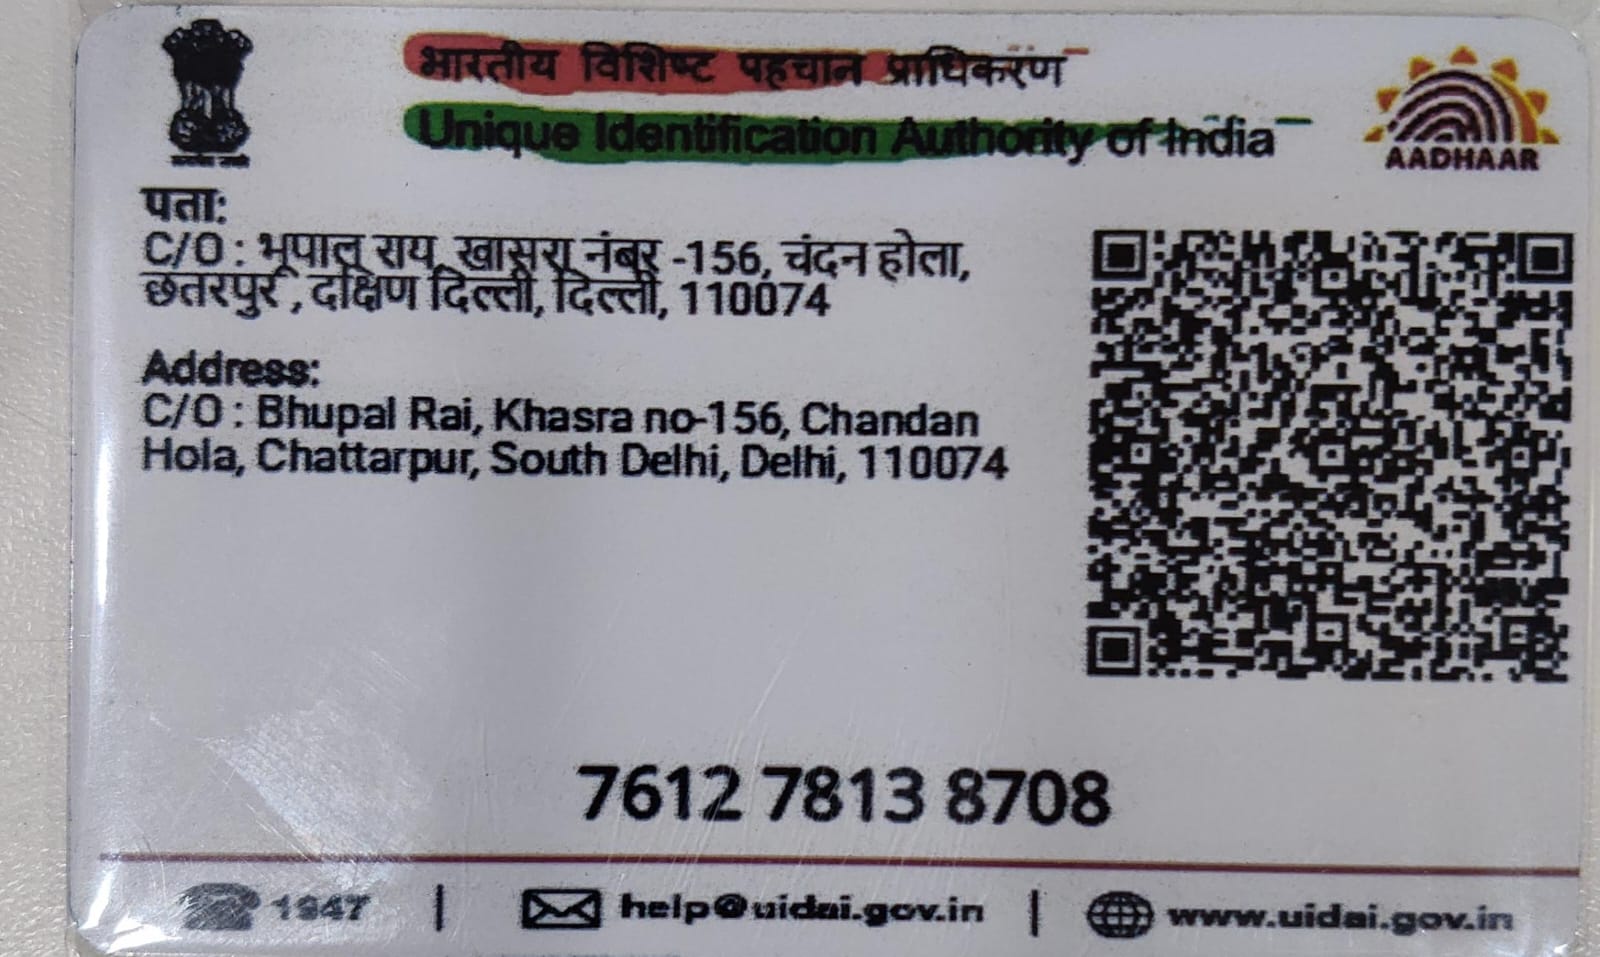 भारतीय विशिष्ट पहचान प्राधिकरण
Unique Identification Authority of India
AADHAAR
पता:
C/O : भूपाल राय, खासरा नंबर -156, चंदन होला,
छतरपुर , दक्षिण दिल्ली, दिल्ली, 110074
Address:
C/O : Bhupal Rai, Khasra no-156, Chandan
Hola, Chattarpur, South Delhi, Delhi, 110074
7612 7813 8708
1947 | help@uidai.gov.in | www.uidai.gov.in